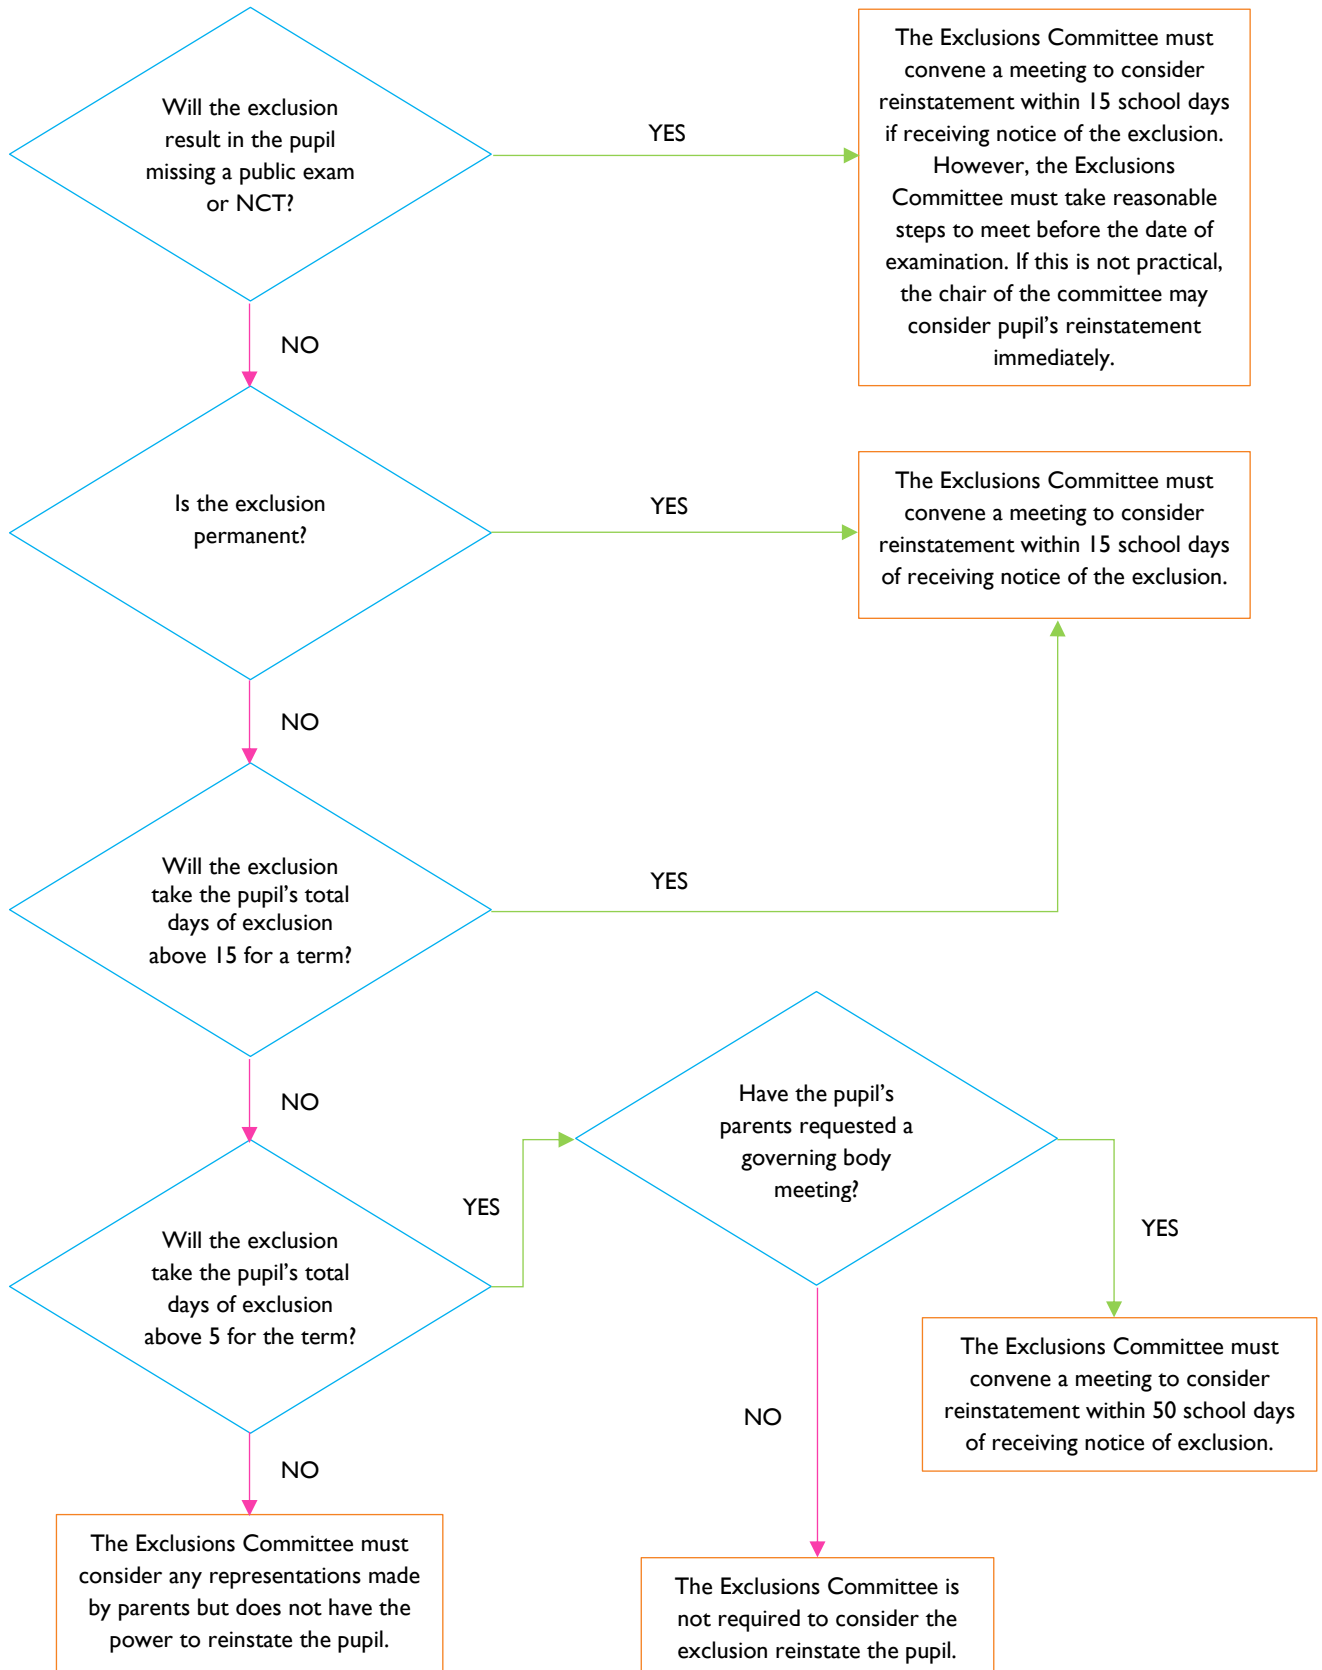 Will the exclusion
result in the pupil
missing a public exam
or NCT?
YES
The Exclusions Committee must
convene a meeting to consider
reinstatement within 15 school days
if receiving notice of the exclusion.
However, the Exclusions
Committee must take reasonable
steps to meet before the date of
examination. If this is not practical,
the chair of the committee may
consider pupil’s reinstatement
immediately.
NO
Is the exclusion
permanent?
YES
The Exclusions Committee must
convene a meeting to consider
reinstatement within 15 school days
of receiving notice of the exclusion.
NO
Will the exclusion
take the pupil’s total
days of exclusion
above 15 for a term?
YES
NO
Will the exclusion
take the pupil’s total
days of exclusion
above 5 for the term?
YES
Have the pupil’s
parents requested a
governing body
meeting?
YES
The Exclusions Committee must
convene a meeting to consider
reinstatement within 50 school days
of receiving notice of exclusion.
NO
NO
The Exclusions Committee must
consider any representations made
by parents but does not have the
power to reinstate the pupil.
The Exclusions Committee is
not required to consider the
exclusion reinstate the pupil.